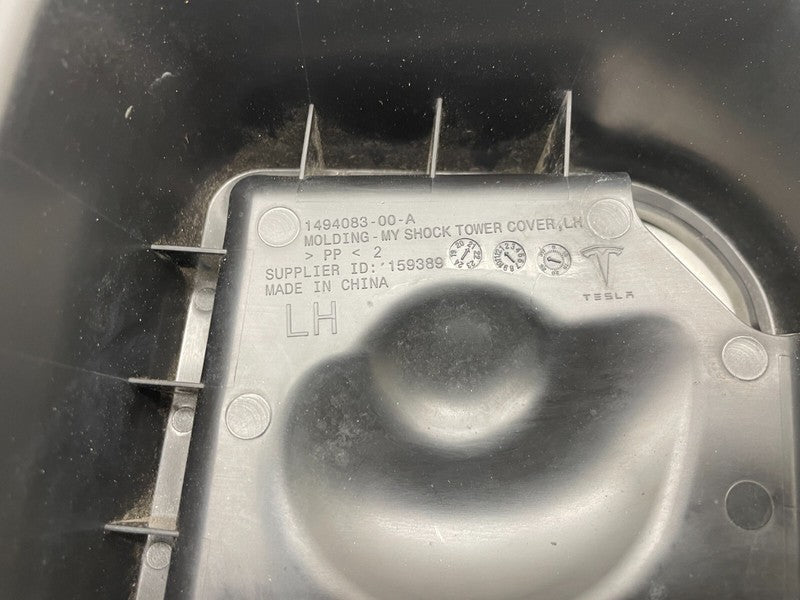 1494083-00-A
MOLDING-MY SHOCK TOWER COVER,LH
> PP < 2
SUPPLIER ID: 159389
MADE IN CHINA
LH
TESLA